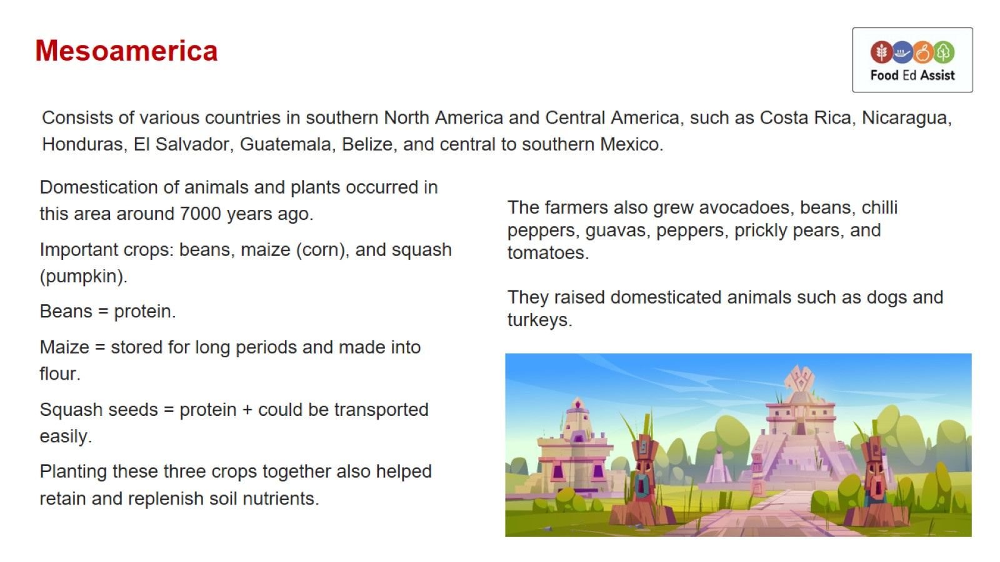 Mesoamerica
Food Ed Assist
Consists of various countries in southern North America and Central America, such as Costa Rica, Nicaragua,
Honduras, El Salvador, Guatemala, Belize, and central to southern Mexico.
Domestication of animals and plants occurred in
this area around 7000 years ago.
Important crops: beans, maize (corn), and squash
(pumpkin).
Beans = protein.
Maize = stored for long periods and made into
flour.
Squash seeds = protein + could be transported
easily.
Planting these three crops together also helped
retain and replenish soil nutrients.
The farmers also grew avocadoes, beans, chilli
peppers, guavas, peppers, prickly pears, and
tomatoes.
They raised domesticated animals such as dogs and
turkeys.